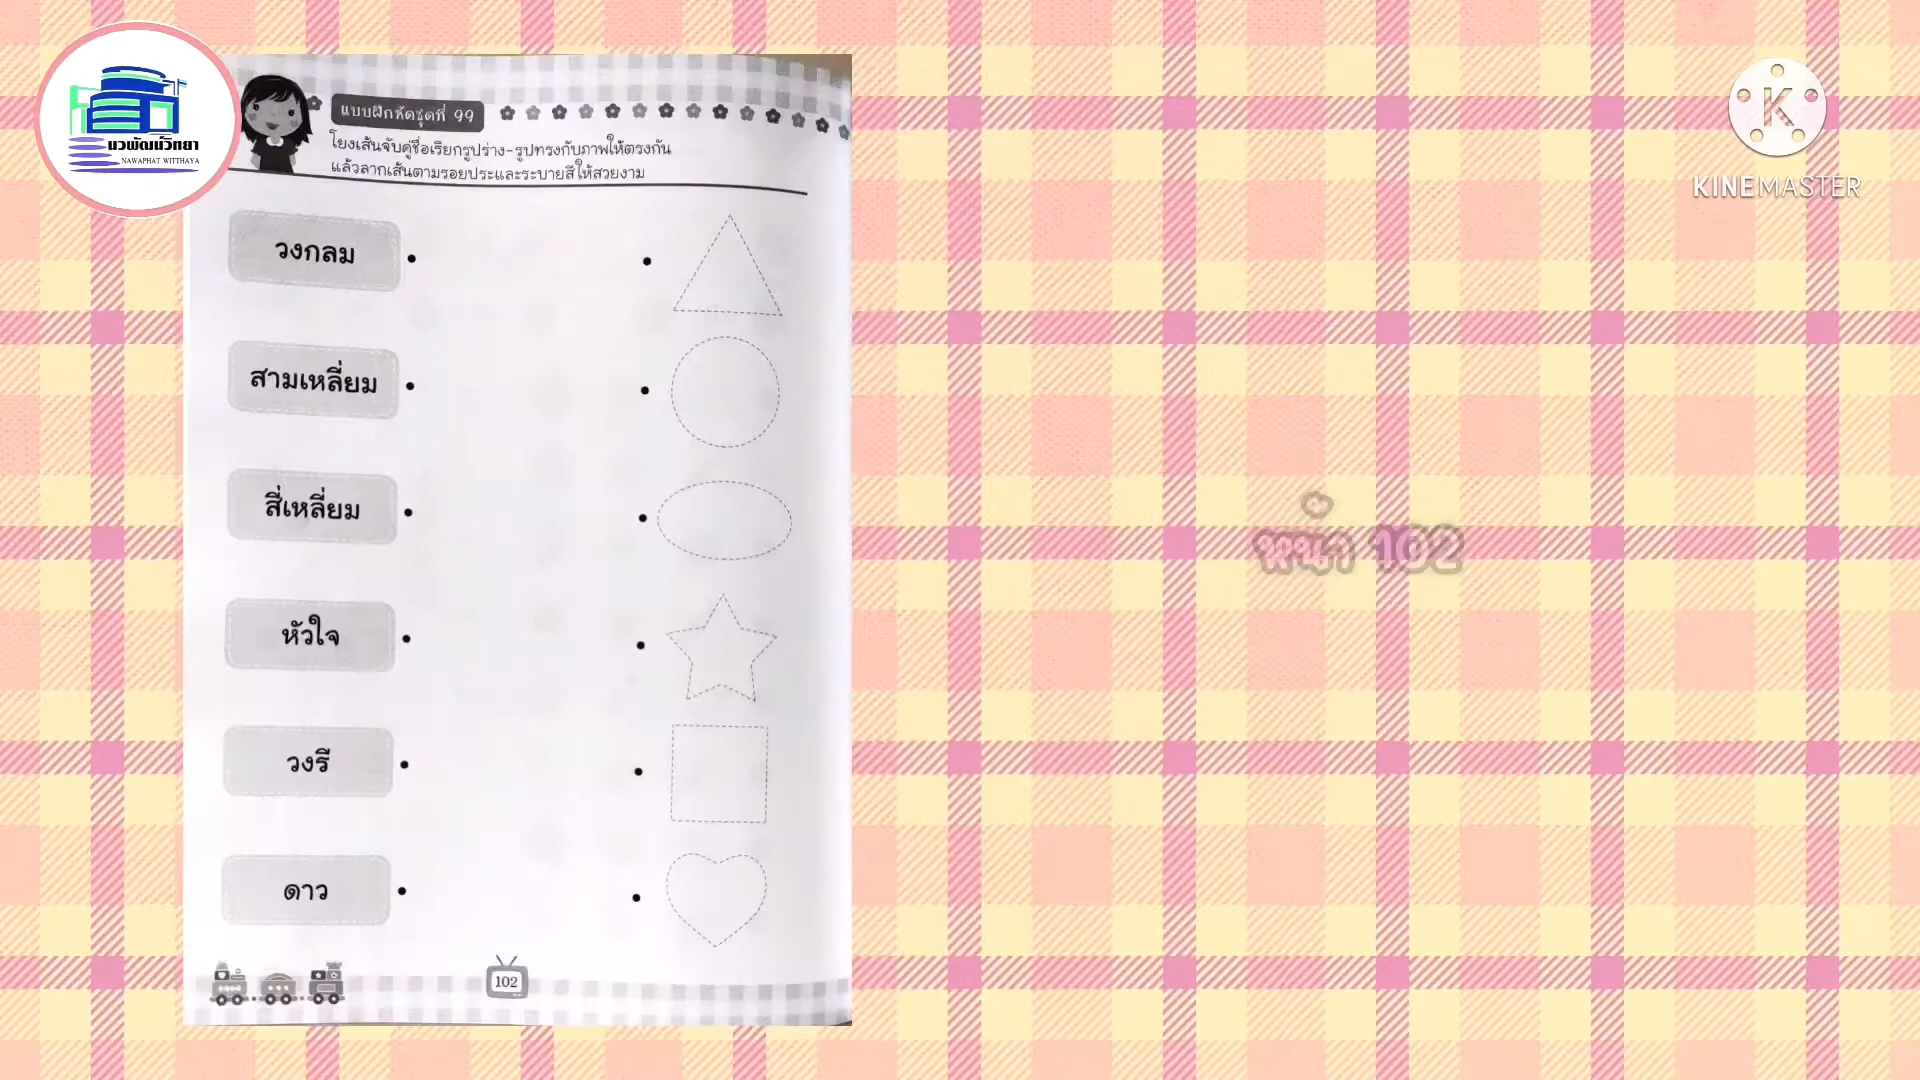 นวพัฒน์วิทยา
NAWAPHAT WITTHAYA
แบบฝึกหัดชุดที่ 99
โยงเส้นจับคู่ชื่อเรียกรูปร่าง-รูปทรงกับภาพให้ตรงกัน
แล้วลากเส้นตามรอยประและระบายสีให้สวยงาม
วงกลม
สามเหลี่ยม
สี่เหลี่ยม
หัวใจ
วงรี
ดาว
102
K
KINEMASTER
หน้า 102